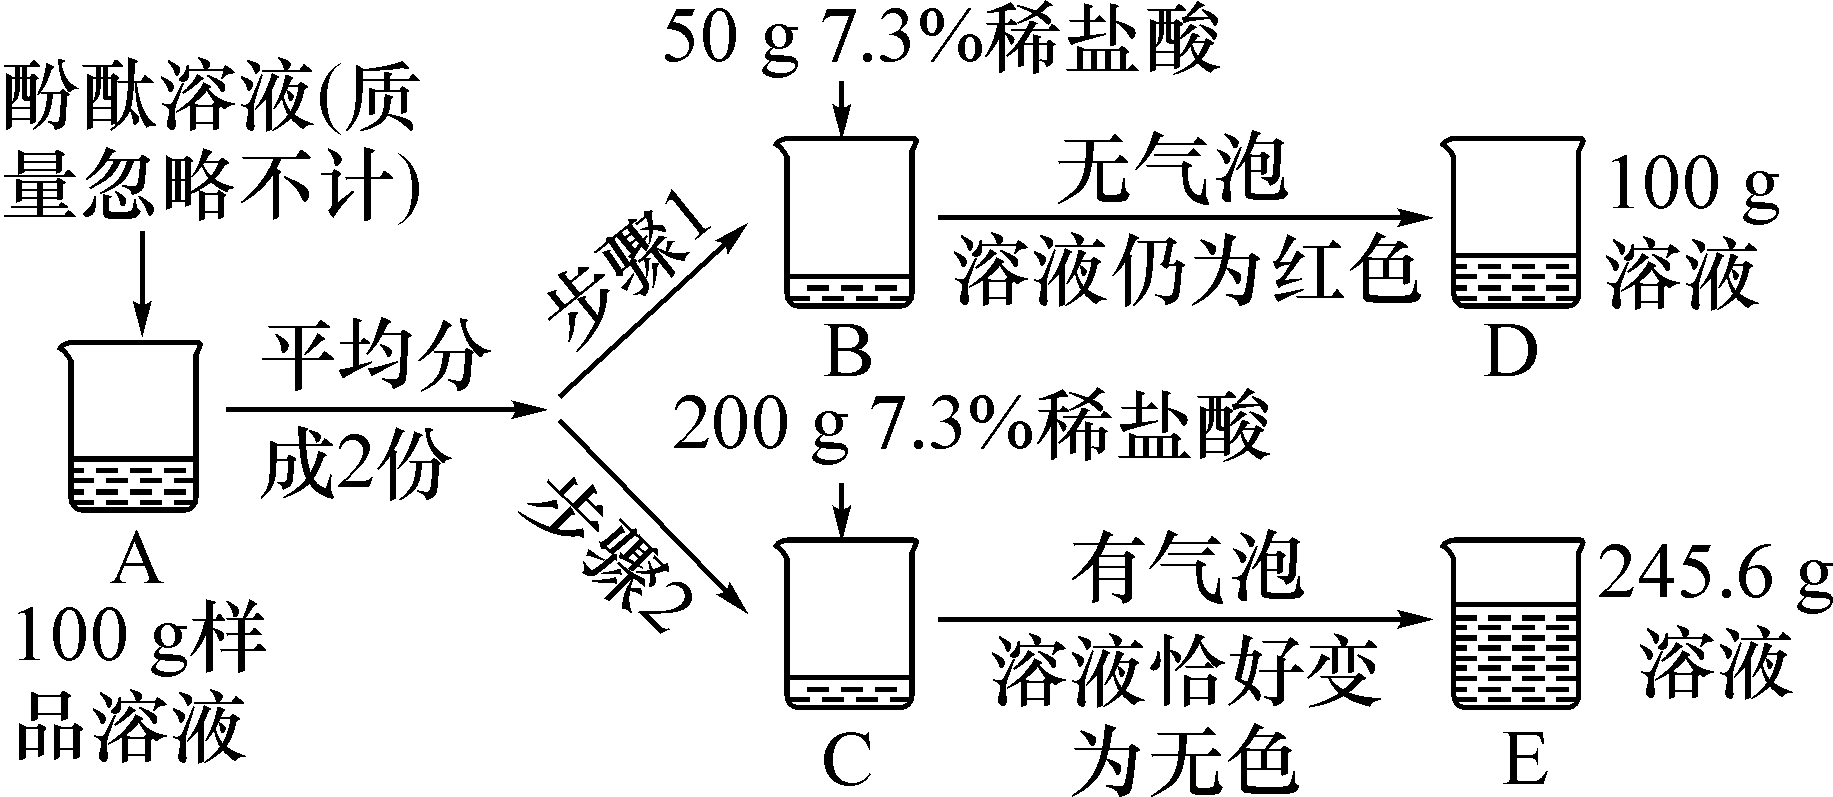 酚酞溶液(质
量忽略不计)
A
100 g样
品溶液
平均分
成2份
步骤1
50 g 7.3%稀盐酸
B
无气泡
溶液仍为红色
D
100 g
溶液
步骤2
200 g 7.3%稀盐酸
C
有气泡
溶液恰好变
为无色
E
245.6 g
溶液